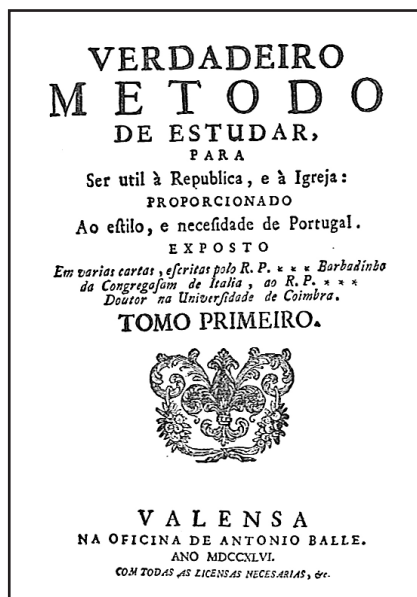 VERDADEIRO
METODO
DE ESTUDAR,
PARA
Ser util à Republica, e à Igreja:
PROPORCIONADO
Ao eſtilo, e neceſidade de Portugal.
EXPOSTO
Em varias cartas, eſcritas polo R. P. * * * Barbadinho
da Congregaſam de Italia, ao R. P. * * *
Doutor na Univerſidade de Coimbra.
TOMO PRIMEIRO.
VALENSA
NA OFICINA DE ANTONIO BALLE.
ANO MDCCXLVI.
COM TODAS AS LICENSAS NECESARIAS, &c.